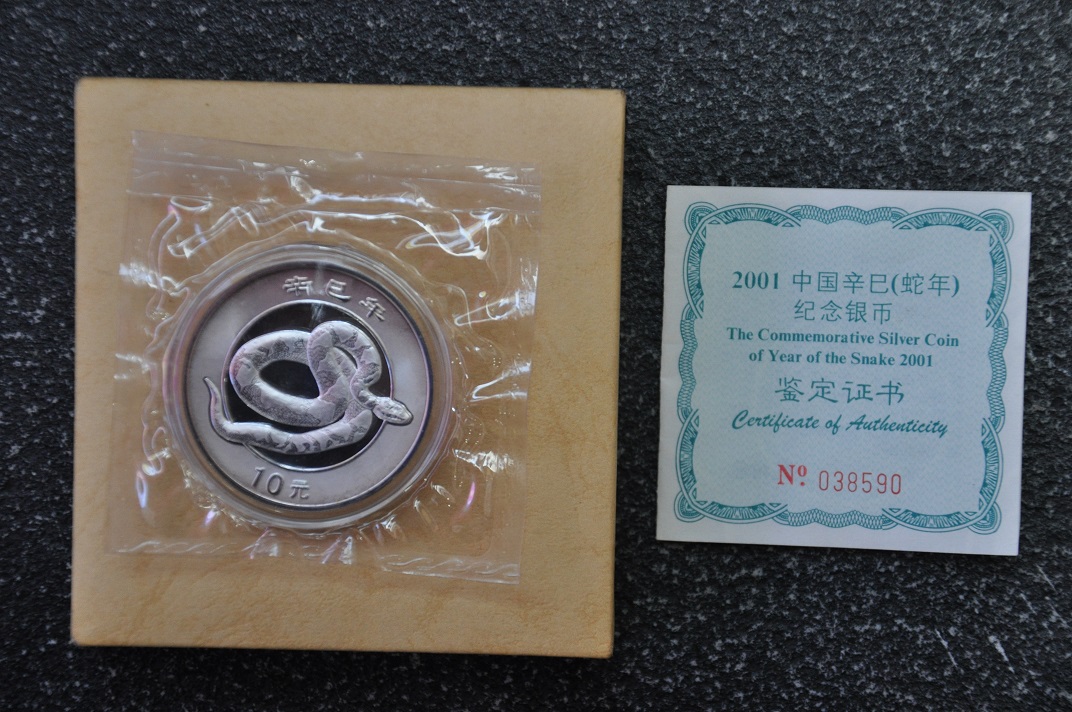 辛巳年
10元
2001 中国辛巳(蛇年)
纪念银币
The Commemorative Silver Coin
of Year of the Snake 2001
鉴定证书
Certificate of Authenticity
Nº 038590